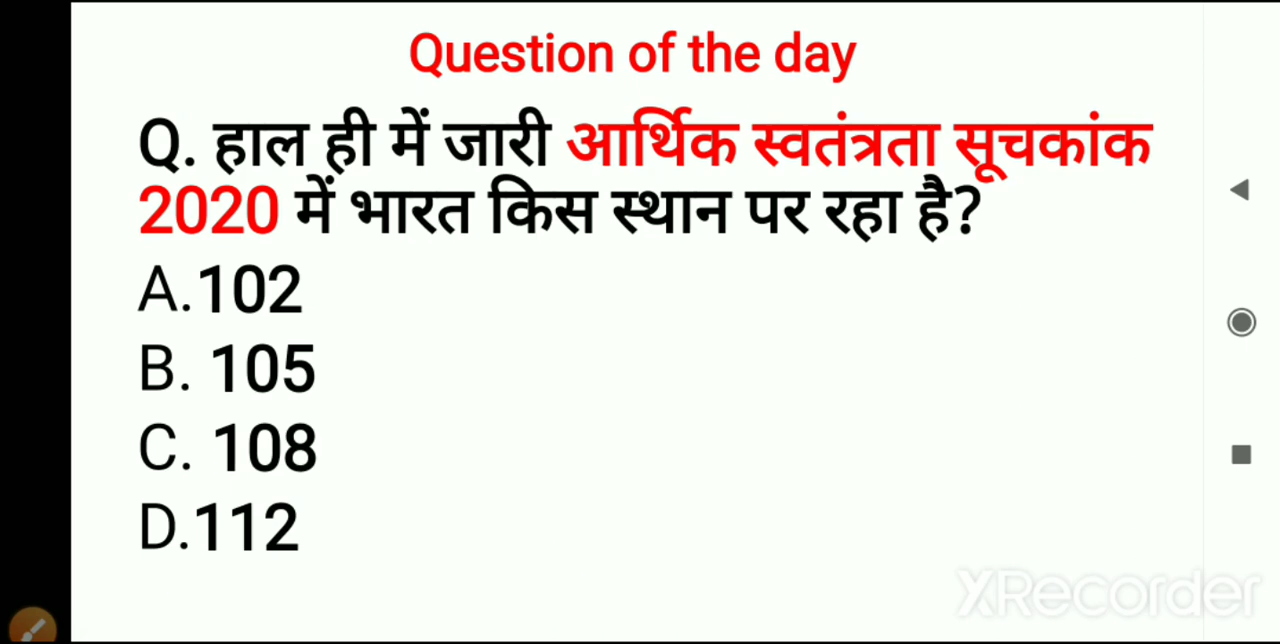 Question of the day
Q. हाल ही में जारी आर्थिक स्वतंत्रता सूचकांक
2020 में भारत किस स्थान पर रहा है?
A.102
B. 105
C. 108
D.112
XRecorder